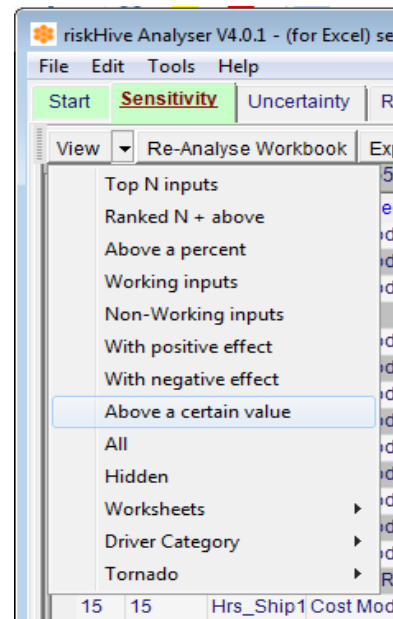 riskHive Analyser V4.0.1 - (for Excel) se
File Edit Tools Help
Start Sensitivity Uncertainty R
View Re-Analyse Workbook Ex
Top N inputs
Ranked N + above
Above a percent
Working inputs
Non-Working inputs
With positive effect
With negative effect
Above a certain value
All
Hidden
Worksheets
Driver Category
Tornado
15 15 Hrs_Ship1 Cost Mod